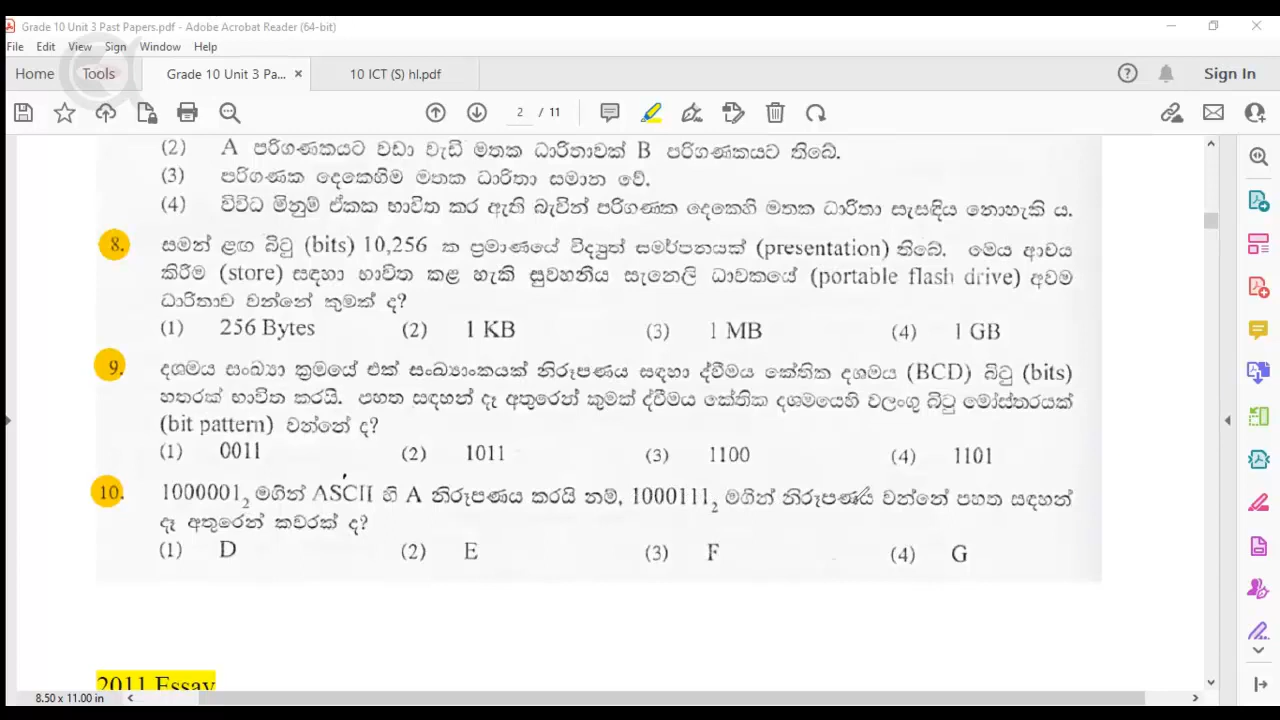 Grade 10 Unit 3 Past Papers.pdf - Adobe Acrobat Reader (64-bit)
File Edit View Sign Window Help
Home Tools Grade 10 Unit 3 Pa... × 10 ICT (S) hl.pdf Sign In
2 / 11
(2) A පරිගණකයට වඩා වැඩි මතක ධාරිතාවක් B පරිගණකයට තිබේ.
(3) පරිගණක දෙකෙහිම මතක ධාරිතා සමාන වේ.
(4) විවිධ මිනුම් ඒකක භාවිත කර ඇති බැවින් පරිගණක දෙකෙහි මතක ධාරිතා සැසඳිය නොහැකි ය.
8. සමන් ළඟ බිටු (bits) 10,256 ක ප්‍රමාණයේ විද්‍යුත් සමර්පනයක් (presentation) තිබේ. මෙය ආචය
කිරීම (store) සඳහා භාවිත කළ හැකි සුවහනීය සැනෙලි ධාවකයේ (portable flash drive) අවම
ධාරිතාව වන්නේ කුමක් ද?
(1) 256 Bytes (2) 1 KB (3) 1 MB (4) 1 GB
9. දශමය සංඛ්‍යා ක්‍රමයේ එක් සංඛ්‍යාංකයක් නිරූපණය සඳහා ද්වීමය කේතික දශමය (BCD) බිටු (bits)
හතරක් භාවිත කරයි. පහත සඳහන් දෑ අතුරෙන් කුමක් ද්වීමය කේතික දශමයෙහි වලංගු බිටු මෝස්තරයක්
(bit pattern) වන්නේ ද?
(1) 0011 (2) 1011 (3) 1100 (4) 1101
10. 1000001₂ මගින් ASCII හි A නිරූපණය කරයි නම්, 1000111₂ මගින් නිරූපණය වන්නේ පහත සඳහන්
දෑ අතුරෙන් කවරක් ද?
(1) D (2) E (3) F (4) G
2011 Essay
8.50 x 11.00 in